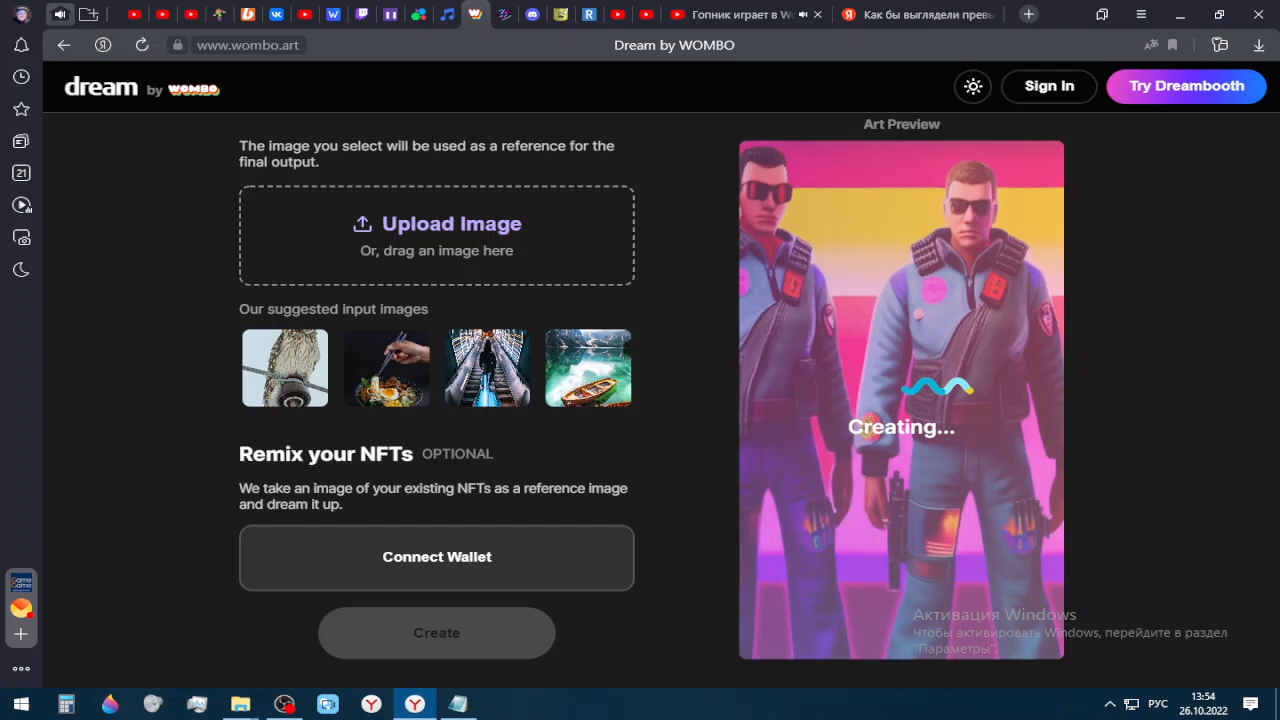 Гопник играет в Wo
Как бы выглядели превь
www.wombo.art
Dream by WOMBO
dream by WOMBO
Sign In
Try Dreambooth
21
The image you select will be used as a reference for the
final output.
Upload Image
Or, drag an image here
Our suggested input images
Remix your NFTs OPTIONAL
We take an image of your existing NFTs as a reference image
and dream it up.
Connect Wallet
Create
Art Preview
Creating...
Активация Windows
Чтобы активировать Windows, перейдите в раздел
"Параметры".
РУС
13:54
26.10.2022